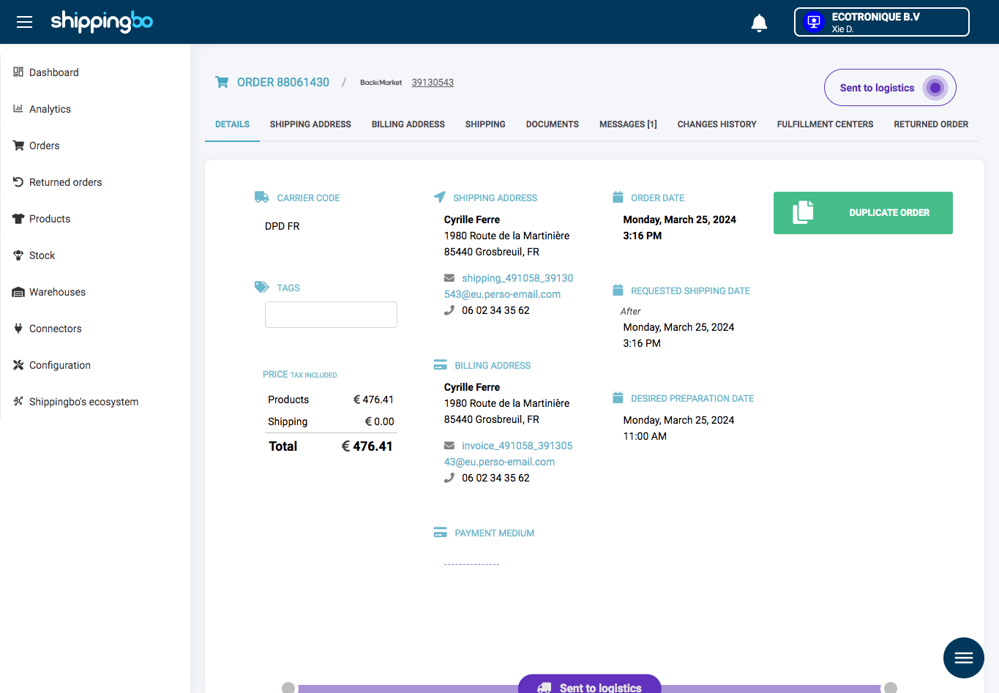 shippingbo
ECOTRONIQUE B.V
Xie D.
Dashboard
Analytics
Orders
Returned orders
Products
Stock
Warehouses
Connectors
Configuration
Shippingbo's ecosystem
ORDER 88061430 / BackMarket 39130543
Sent to logistics
DETAILS SHIPPING ADDRESS BILLING ADDRESS SHIPPING DOCUMENTS MESSAGES [1] CHANGES HISTORY FULFILLMENT CENTERS RETURNED ORDER
CARRIER CODE
DPD FR
TAGS
PRICE TAX INCLUDED
Products € 476.41
Shipping € 0.00
Total € 476.41
SHIPPING ADDRESS
Cyrille Ferre
1980 Route de la Martinière
85440 Grosbreuil, FR
shipping_491058_39130
543@eu.perso-email.com
06 02 34 35 62
BILLING ADDRESS
Cyrille Ferre
1980 Route de la Martinière
85440 Grosbreuil, FR
invoice_491058_391305
43@eu.perso-email.com
06 02 34 35 62
PAYMENT MEDIUM
ORDER DATE
Monday, March 25, 2024
3:16 PM
REQUESTED SHIPPING DATE
After
Monday, March 25, 2024
3:16 PM
DESIRED PREPARATION DATE
Monday, March 25, 2024
11:00 AM
DUPLICATE ORDER
Sent to logistics